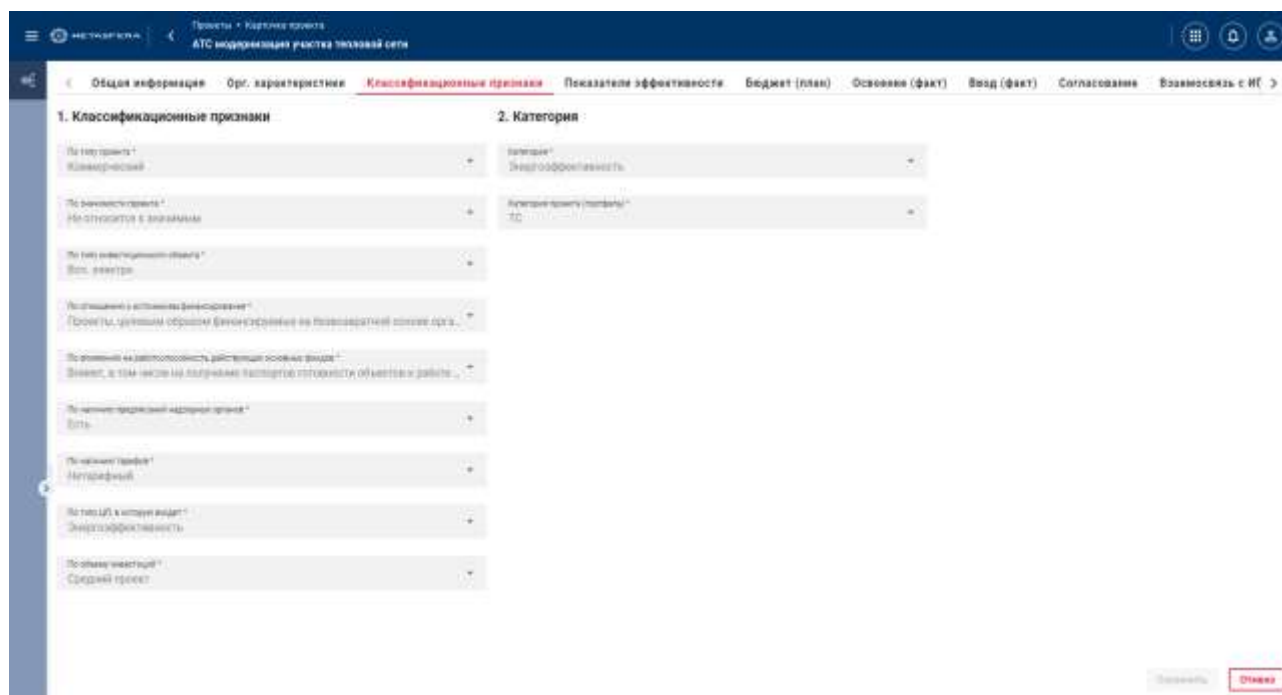 МЕТАSFERA
Проекты • Карточка проекта
АТС модернизация участка тепловой сети
Общая информация Орг. характеристики Классификационные признаки Показатели эффективности Бюджет (план) Освоение (факт) Ввод (факт) Согласование Взаимосвязь с ИГ
1. Классификационные признаки
2. Категория
По типу проекта *
Коммерческий
Категория *
Энергоэффективность
По значимости проекта *
Не относится к значимым
Категория проекта (портфель) *
ТС
По типу инвестиционного объекта *
Вст. электро
По отношению к источникам финансирования *
Проекты, целевым образом финансируемые на безвозвратной основе орга...
По влиянию на работоспособность действующих основных фондов *
Влияет, в том числе на получение паспортов готовности объектов к работе ...
По наличию предписаний надзорных органов *
Есть
По наличию тарифов *
Нетарифный
По типу ЦП, в которую входит *
Энергоэффективность
По объему инвестиций *
Средний проект
Отмена